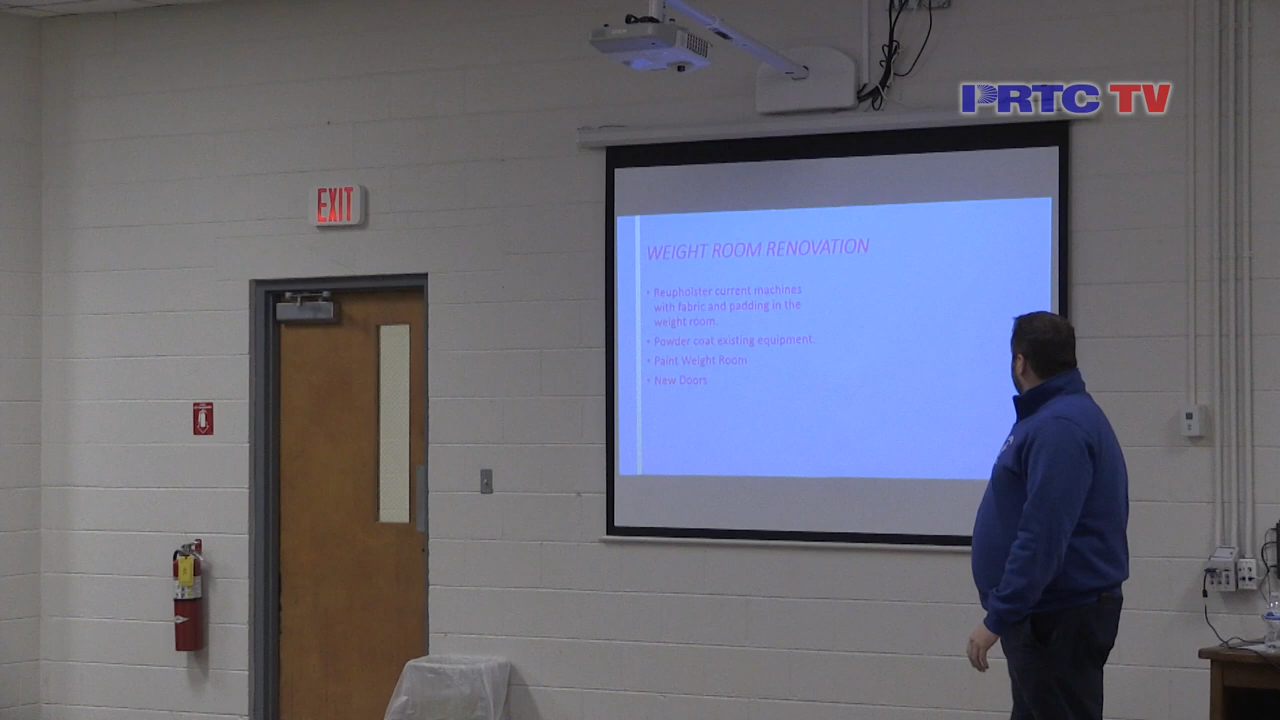 PRTC TV
EXIT
WEIGHT ROOM RENOVATION
• Reupholster current machines
with fabric and padding in the
weight room.
• Powder coat existing equipment
• Paint Weight Room
• New Doors